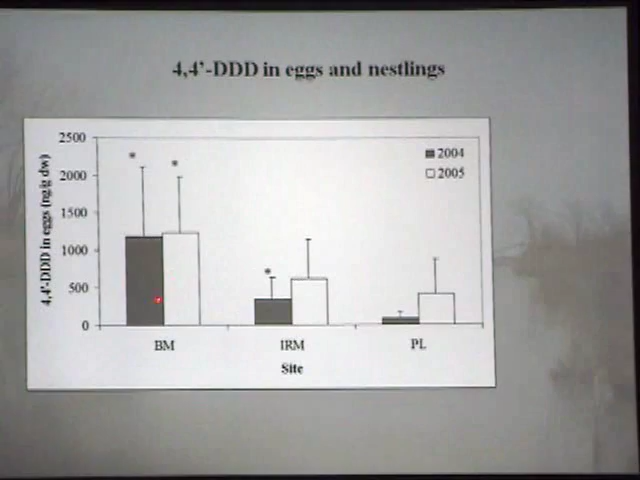 4,4'-DDD in eggs and nestlings
4,4'-DDD in eggs (ng/g dw)
2500
2000
1500
1000
500
0
* * *
2004
2005
BM IRM PL
Site